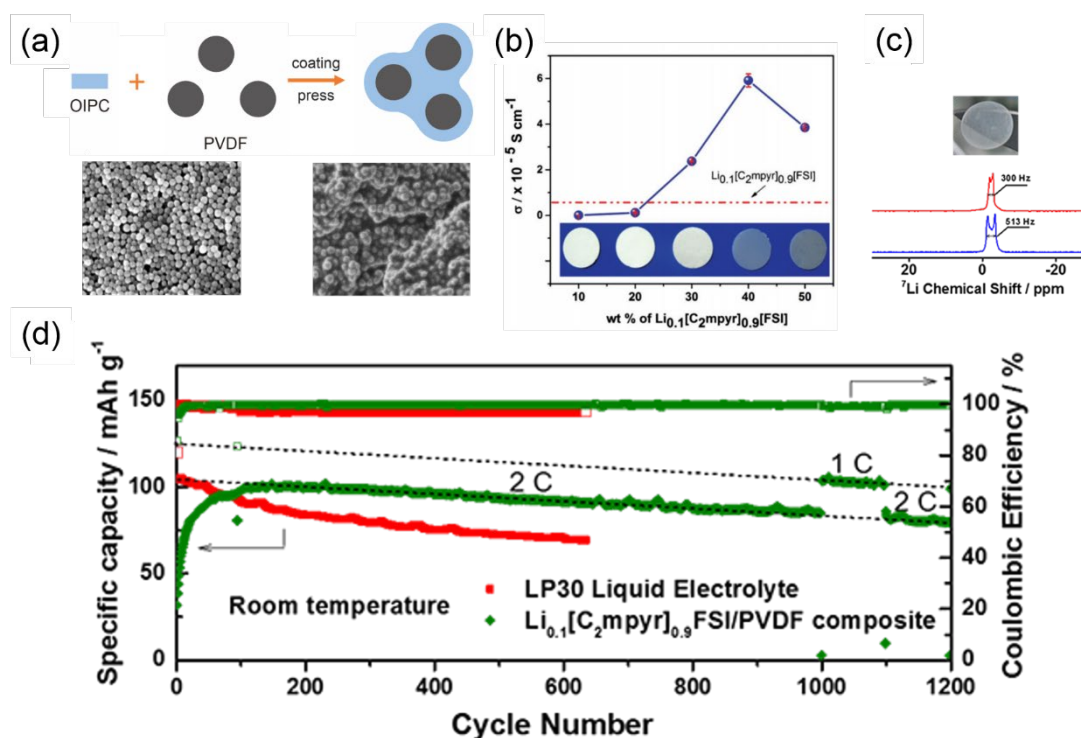 (a)
OIPC
+
PVDF
coating
press
(b)
σ / x 10⁻⁵ S cm⁻¹
6
4
2
0
Li₀.₁[C₂mpyr]₀.₉[FSI]
10 20 30 40 50
wt % of Li₀.₁[C₂mpyr]₀.₉[FSI]
(c)
300 Hz
513 Hz
20 0 -20
⁷Li Chemical Shift / ppm
(d)
Specific capacity / mAh g⁻¹
150
100
50
0
Coulombic Efficiency / %
100
80
60
40
20
0
1 C
2 C
2 C
Room temperature
LP30 Liquid Electrolyte
Li₀.₁[C₂mpyr]₀.₉FSI/PVDF composite
0 200 400 600 800 1000 1200
Cycle Number